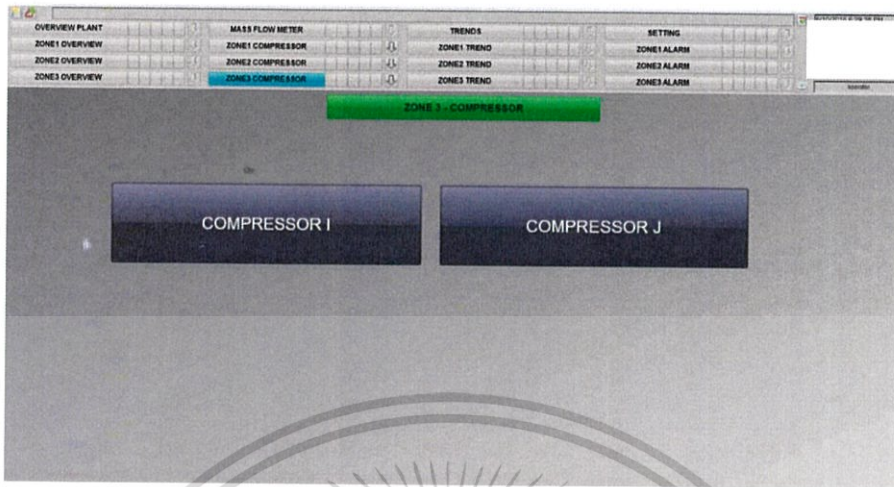 OVERVIEW PLANT MASS FLOW METER TRENDS SETTING
ZONE1 OVERVIEW ZONE1 COMPRESSOR ZONE1 TREND ZONE1 ALARM
ZONE2 OVERVIEW ZONE2 COMPRESSOR ZONE2 TREND ZONE2 ALARM
ZONE3 OVERVIEW ZONE3 COMPRESSOR ZONE3 TREND ZONE3 ALARM
ZONE 3 - COMPRESSOR
COMPRESSOR I COMPRESSOR J